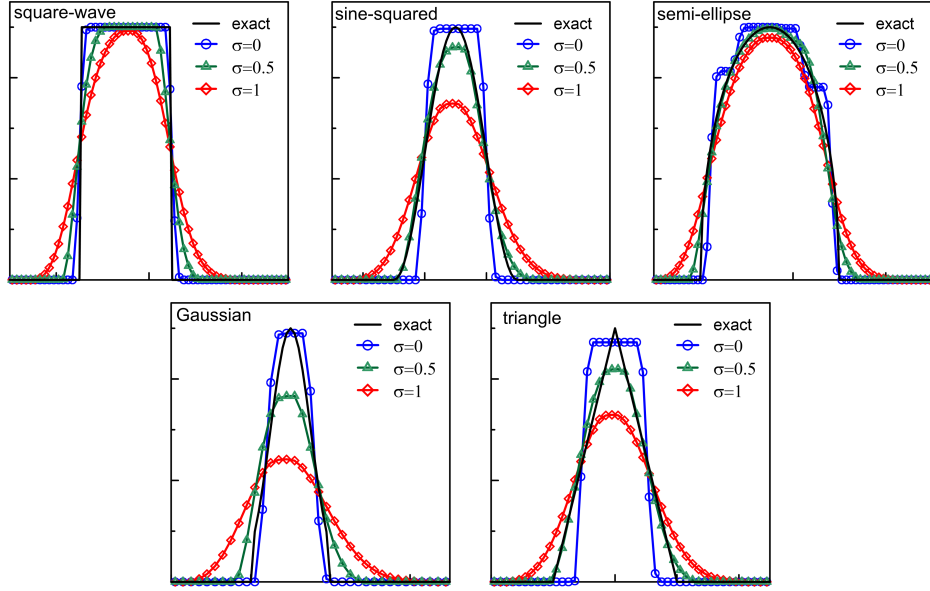 square-wave
exact
σ=0
σ=0.5
σ=1
sine-squared
exact
σ=0
σ=0.5
σ=1
semi-ellipse
exact
σ=0
σ=0.5
σ=1
Gaussian
exact
σ=0
σ=0.5
σ=1
triangle
exact
σ=0
σ=0.5
σ=1